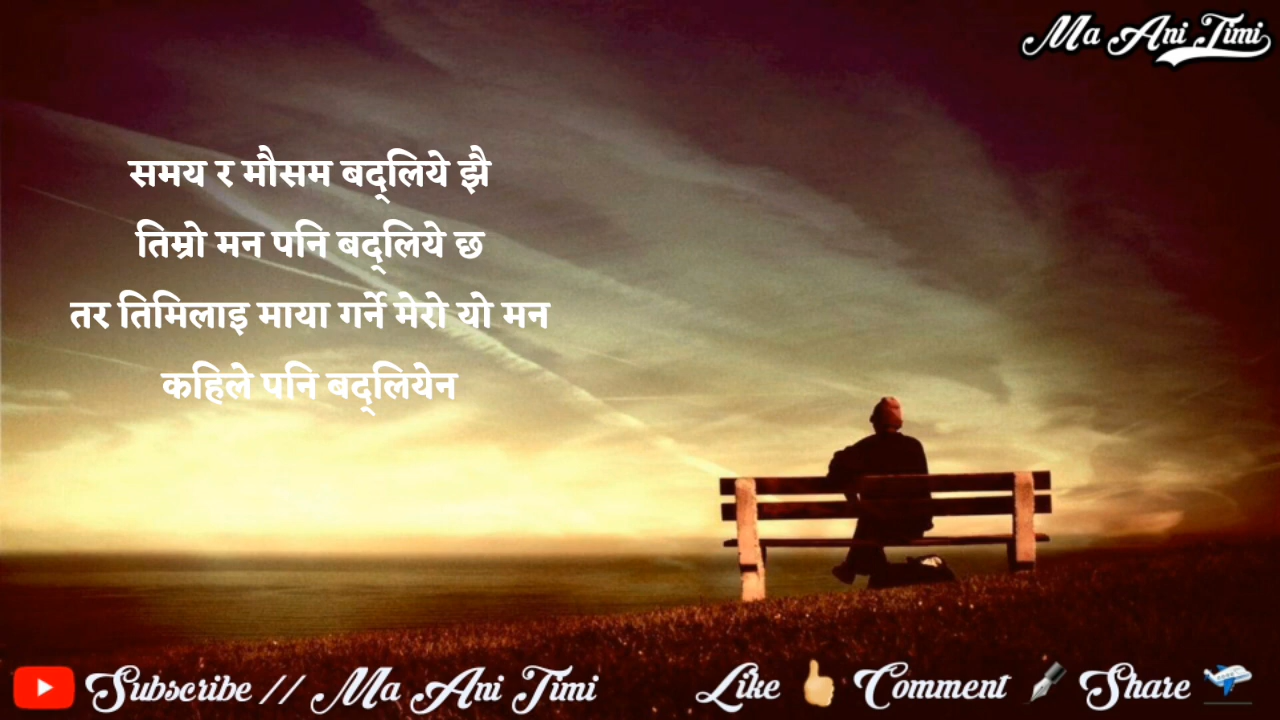 Ma Ani Timi
समय र मौसम बद्लिये झै
तिम्रो मन पनि बद्लिये छ
तर तिमिलाइ माया गर्ने मेरो यो मन
कहिले पनि बद्लियेन
Subscribe // Ma Ani Timi Like 👍 Comment 🖋️ Share 🛫